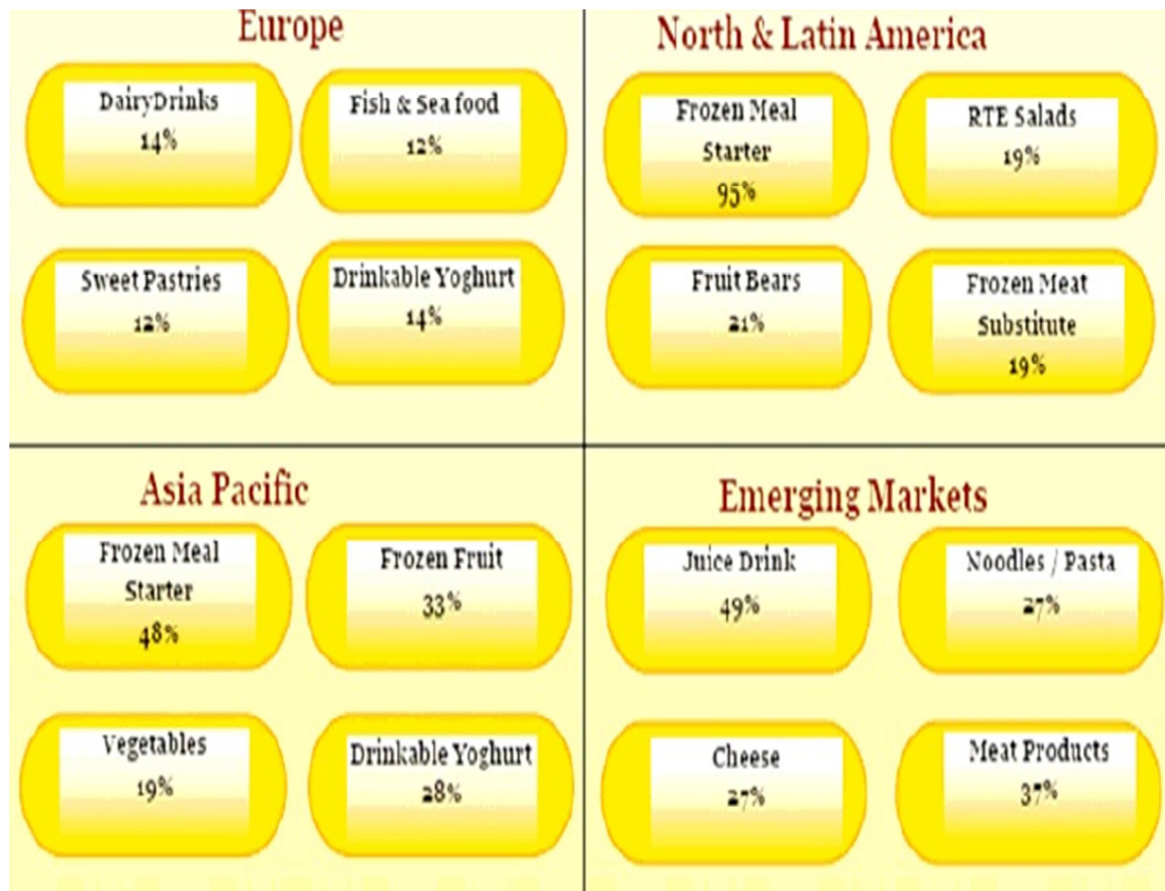 Europe
DairyDrinks
14%
Fish & Sea food
12%
Sweet Pastries
12%
Drinkable Yoghurt
14%
North & Latin America
Frozen Meal
Starter
95%
RTE Salads
19%
Fruit Bears
21%
Frozen Meat
Substitute
19%
Asia Pacific
Frozen Meal
Starter
48%
Frozen Fruit
33%
Vegetables
19%
Drinkable Yoghurt
28%
Emerging Markets
Juice Drink
49%
Noodles / Pasta
27%
Cheese
27%
Meat Products
37%